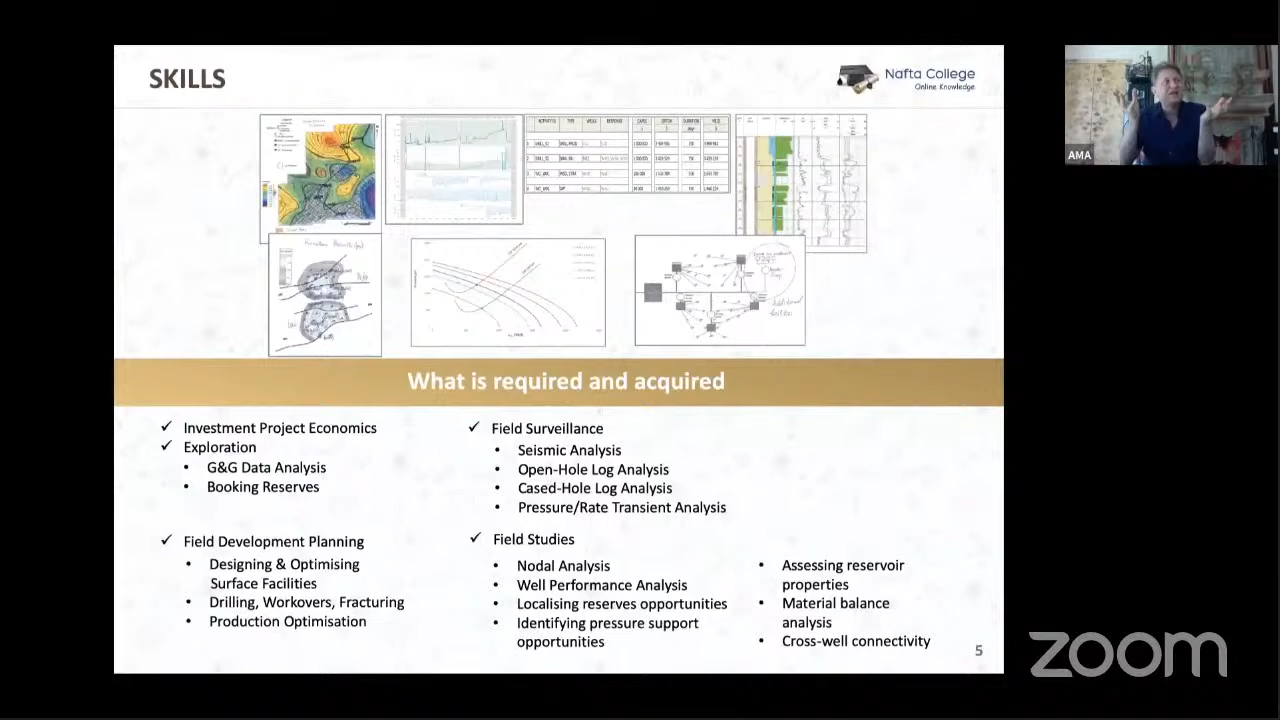 SKILLS
Nafta College
Online Knowledge
AMA
What is required and acquired
✓ Investment Project Economics
✓ Exploration
• G&G Data Analysis
• Booking Reserves
✓ Field Development Planning
• Designing & Optimising
Surface Facilities
• Drilling, Workovers, Fracturing
• Production Optimisation
✓ Field Surveillance
• Seismic Analysis
• Open-Hole Log Analysis
• Cased-Hole Log Analysis
• Pressure/Rate Transient Analysis
✓ Field Studies
• Nodal Analysis
• Well Performance Analysis
• Localising reserves opportunities
• Identifying pressure support
opportunities
• Assessing reservoir
properties
• Material balance
analysis
• Cross-well connectivity
5
zoom